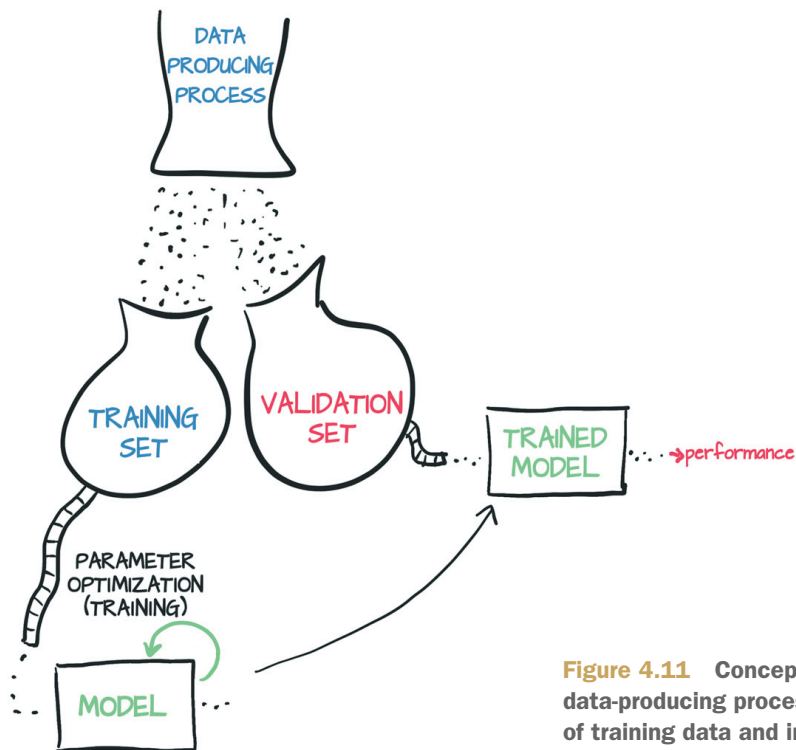 DATA
PRODUCING
PROCESS
TRAINING
SET
VALIDATION
SET
TRAINED
MODEL
performance
PARAMETER
OPTIMIZATION
(TRAINING)
MODEL
Figure 4.11 Concep
data-producing proces
of training data and i